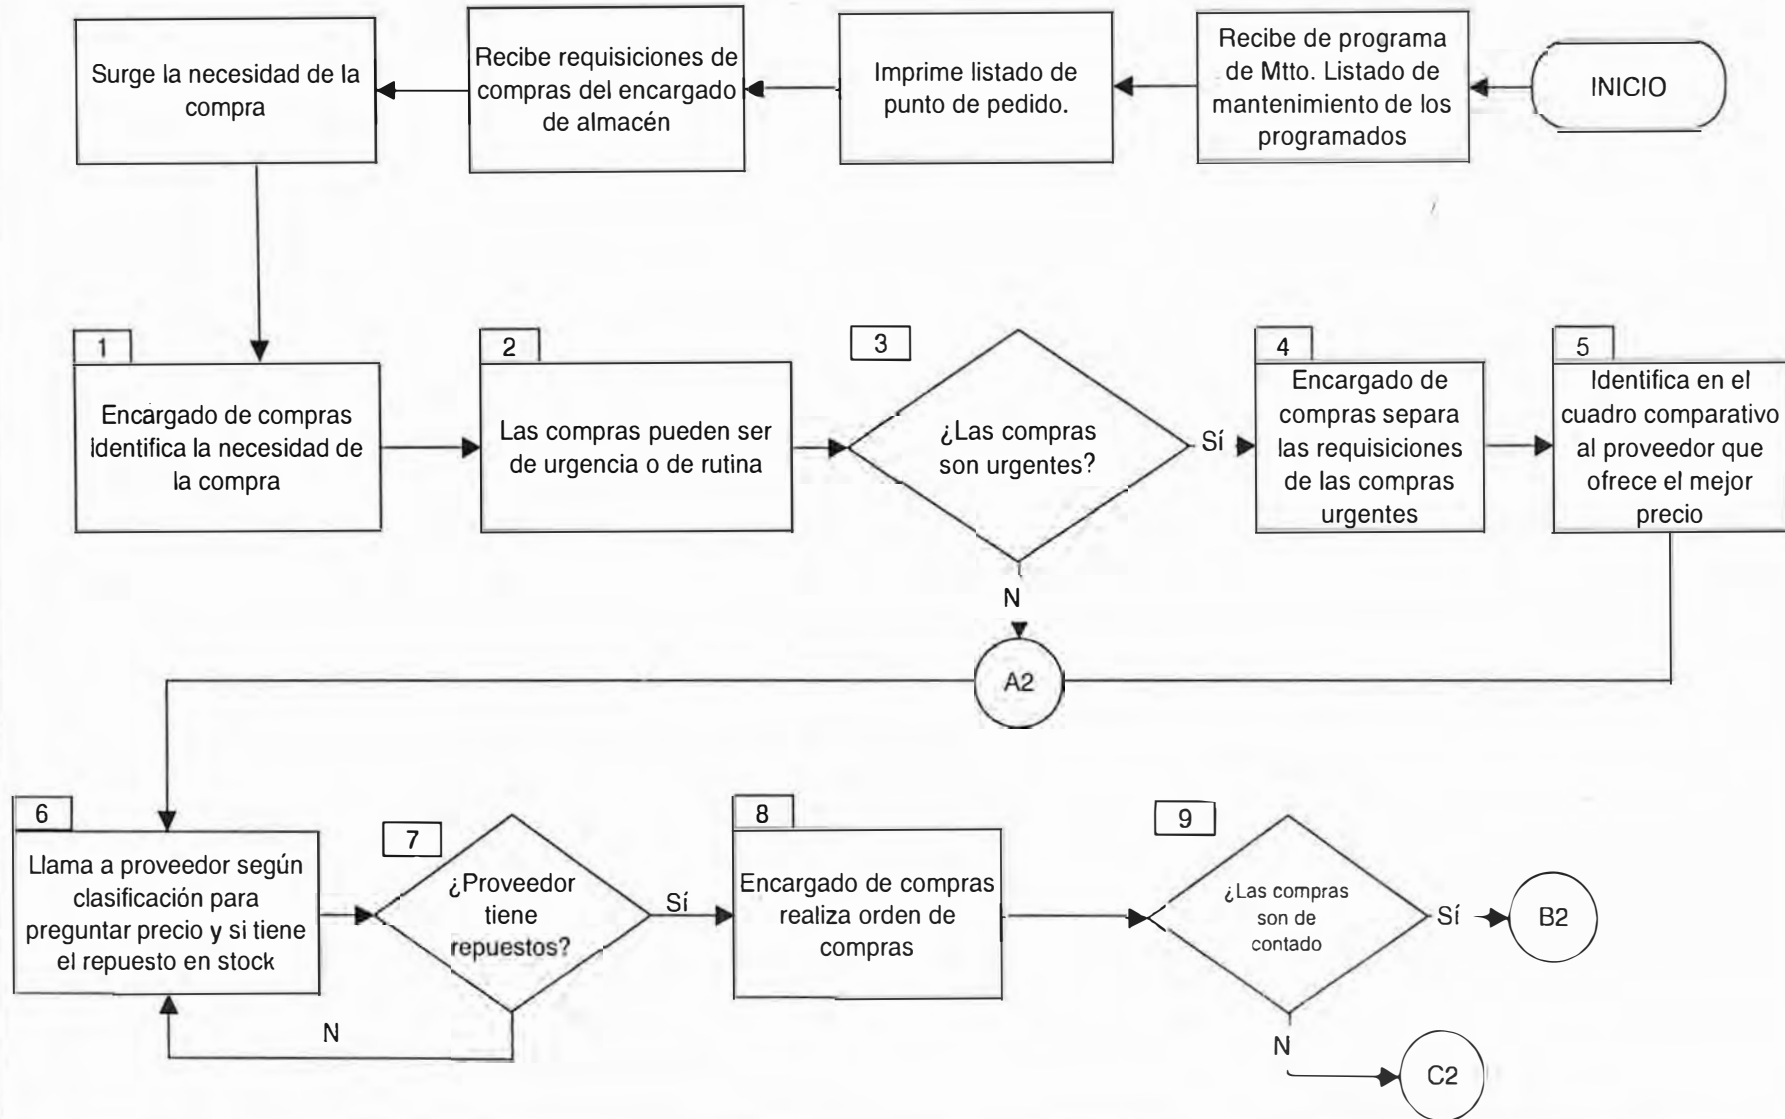 INICIO
Recibe de programa
de Mtto. Listado de
mantenimiento de los
programados
Imprime listado de
punto de pedido.
Recibe requisiciones de
compras del encargado
de almacén
Surge la necesidad de la
compra
1
Encargado de compras
Identifica la necesidad de
la compra
2
Las compras pueden ser
de urgencia o de rutina
3
¿Las compras
son urgentes?
Sí
N
4
Encargado de
compras separa
las requisiciones
de las compras
urgentes
5
Identifica en el
cuadro comparativo
al proveedor que
ofrece el mejor
precio
A2
6
Llama a proveedor según
clasificación para
preguntar precio y si tiene
el repuesto en stock
7
¿Proveedor
tiene
repuestos?
Sí
N
8
Encargado de compras
realiza orden de
compras
9
¿Las compras
son de
contado
Sí
B2
N
C2